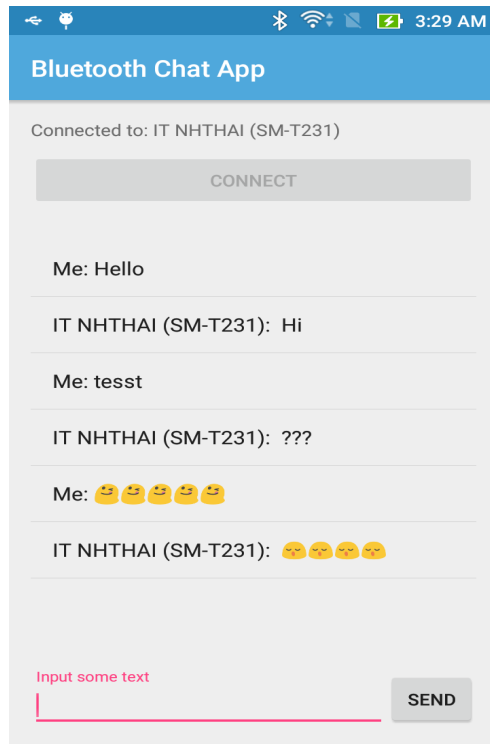 3:29 AM
Bluetooth Chat App
Connected to: IT NHTHAI (SM-T231)
CONNECT
Me: Hello
IT NHTHAI (SM-T231):  Hi
Me: tesst
IT NHTHAI (SM-T231):  ???
Me:
IT NHTHAI (SM-T231):
Input some text
SEND